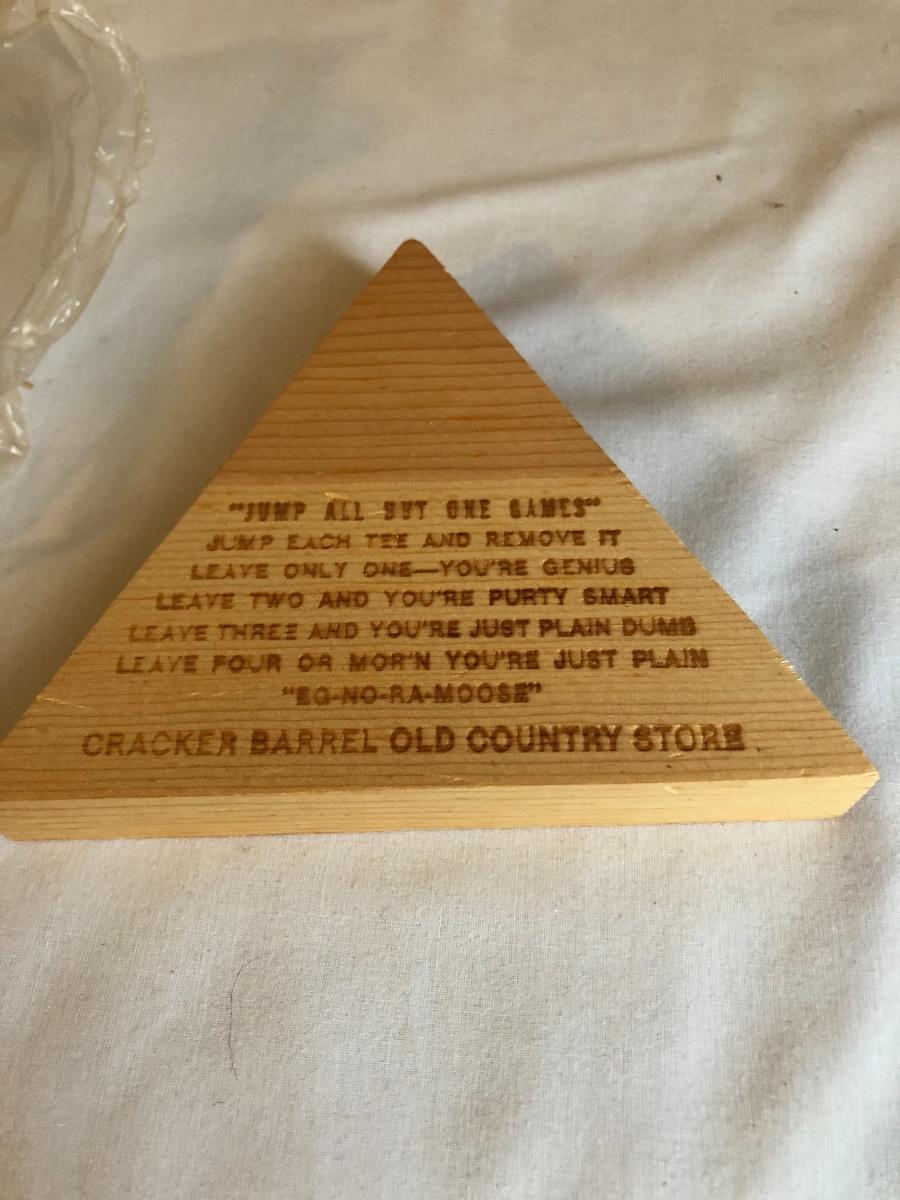 "JUMP ALL BUT ONE GAMES"
JUMP EACH TEE AND REMOVE IT
LEAVE ONLY ONE—YOU'RE GENIUS
LEAVE TWO AND YOU'RE PURTY SMART
LEAVE THREE AND YOU'RE JUST PLAIN DUMB
LEAVE FOUR OR MOR'N YOU'RE JUST PLAIN
"EG-NO-RA-MOOSE"
CRACKER BARREL OLD COUNTRY STORE